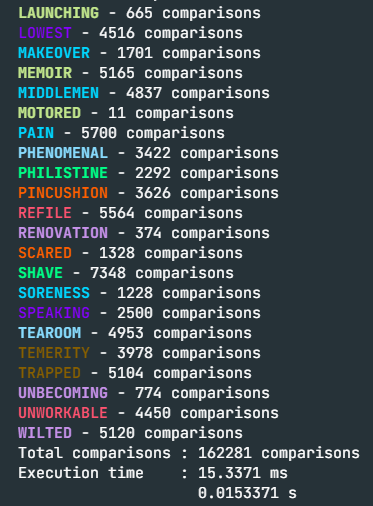 LAUNCHING - 665 comparisons
LOWEST - 4516 comparisons
MAKEOVER - 1701 comparisons
MEMOIR - 5165 comparisons
MIDDLEMEN - 4837 comparisons
MOTORED - 11 comparisons
PAIN - 5700 comparisons
PHENOMENAL - 3422 comparisons
PHILISTINE - 2292 comparisons
PINCUSHION - 3626 comparisons
REFILE - 5564 comparisons
RENOVATION - 374 comparisons
SCARED - 1328 comparisons
SHAVE - 7348 comparisons
SORENESS - 1228 comparisons
SPEAKING - 2500 comparisons
TEAROOM - 4953 comparisons
TEMERITY - 3978 comparisons
TRAPPED - 5104 comparisons
UNBECOMING - 774 comparisons
UNWORKABLE - 4450 comparisons
WILTED - 5120 comparisons
Total comparisons : 162281 comparisons
Execution time : 15.3371 ms
0.0153371 s